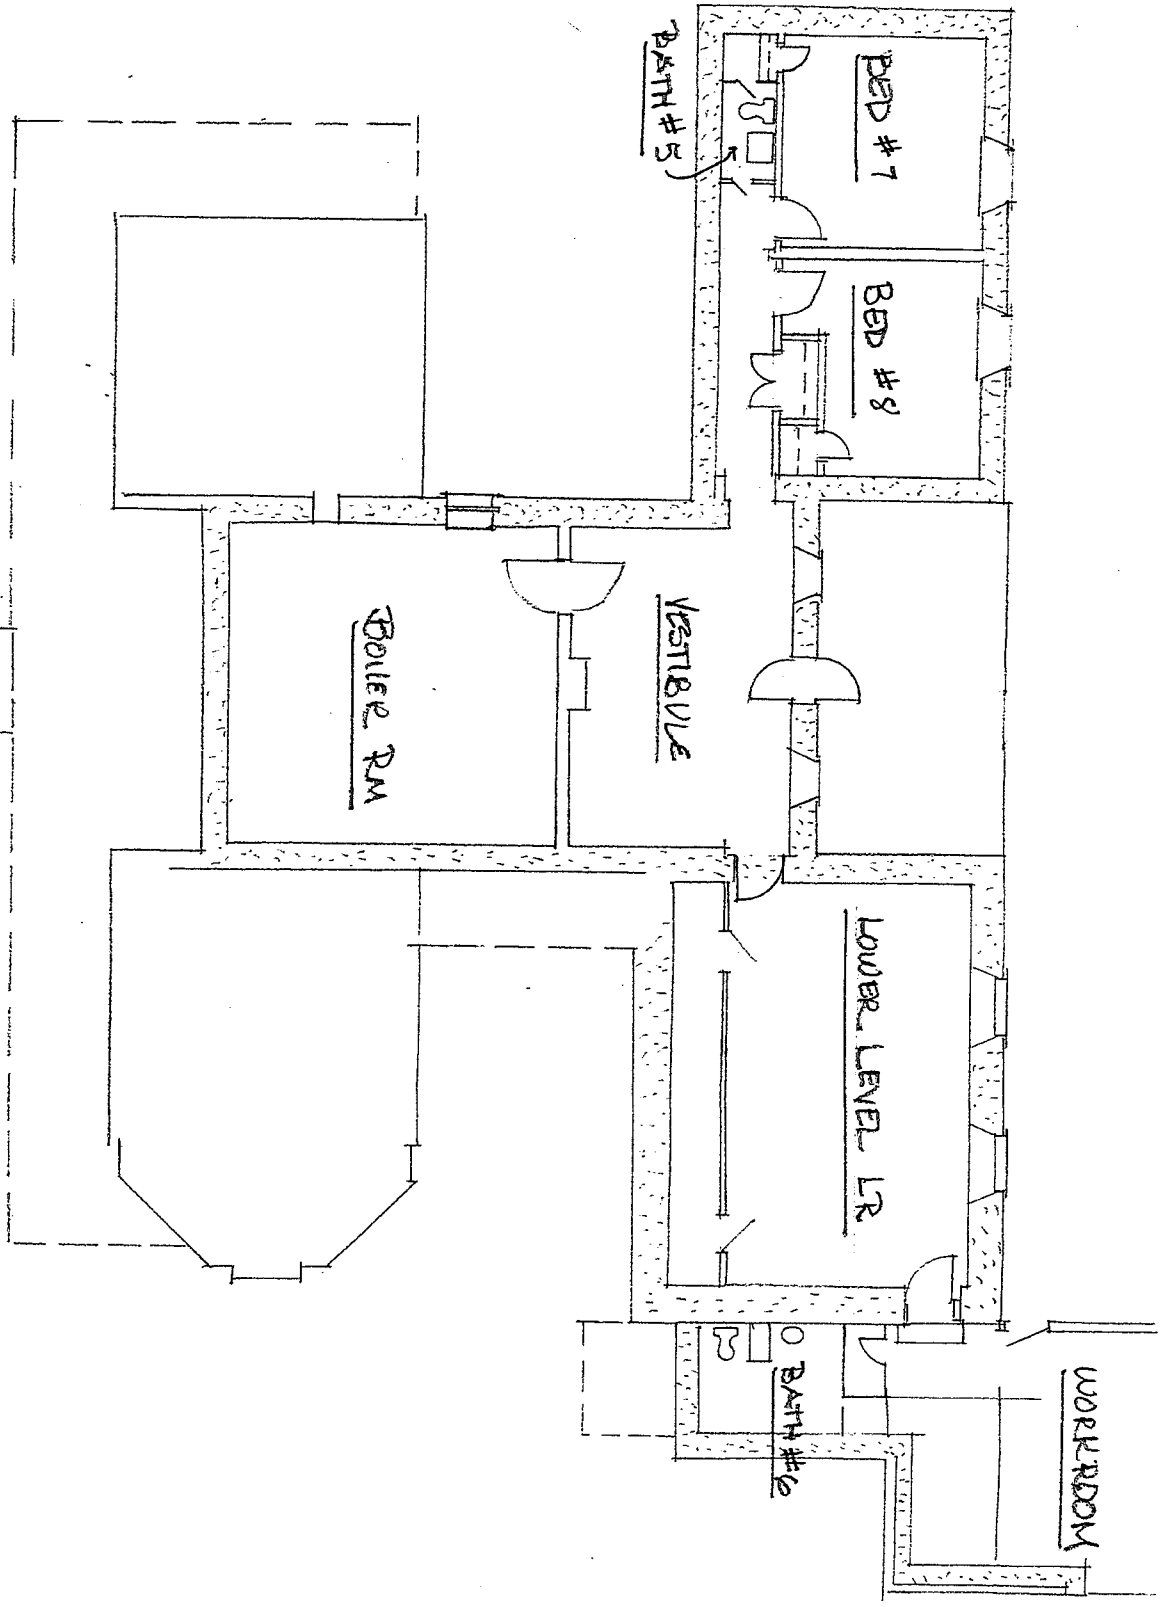 BATH #5
BED #7
BED #8
VESTIBULE
BOILER RM
LOWER LEVEL LR
BATH #6
WORKROOM